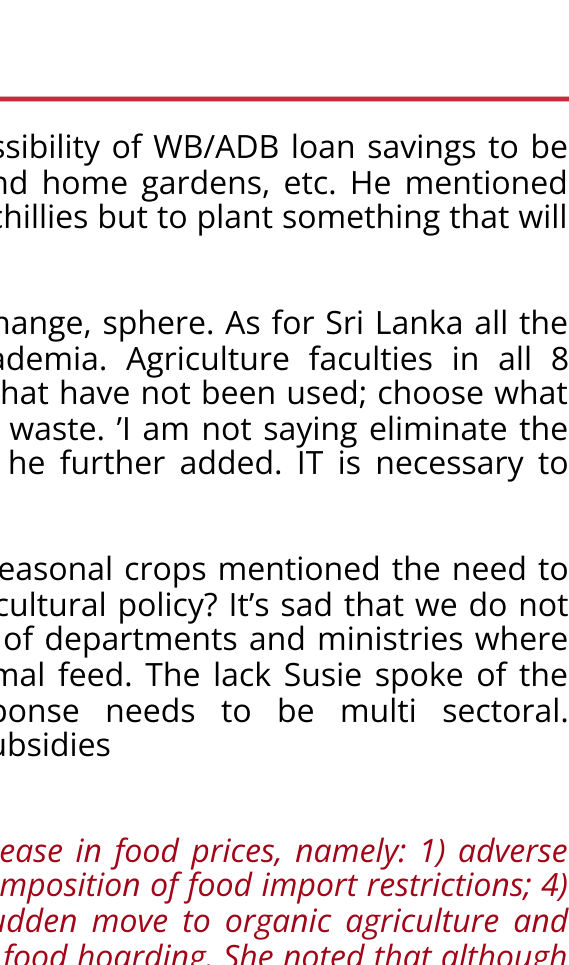 ssibility of WB/ADB loan savings to be
nd home gardens, etc. He mentioned
chillies but to plant something that will
hange, sphere. As for Sri Lanka all the
ademia. Agriculture faculties in all 8
hat have not been used; choose what
waste. ’I am not saying eliminate the
he further added. IT is necessary to
easonal crops mentioned the need to
cultural policy? It’s sad that we do not
of departments and ministries where
mal feed. The lack Susie spoke of the
ponse needs to be multi sectoral.
ubsidies
ease in food prices, namely: 1) adverse
mposition of food import restrictions; 4)
udden move to organic agriculture and
food hoarding. She noted that although